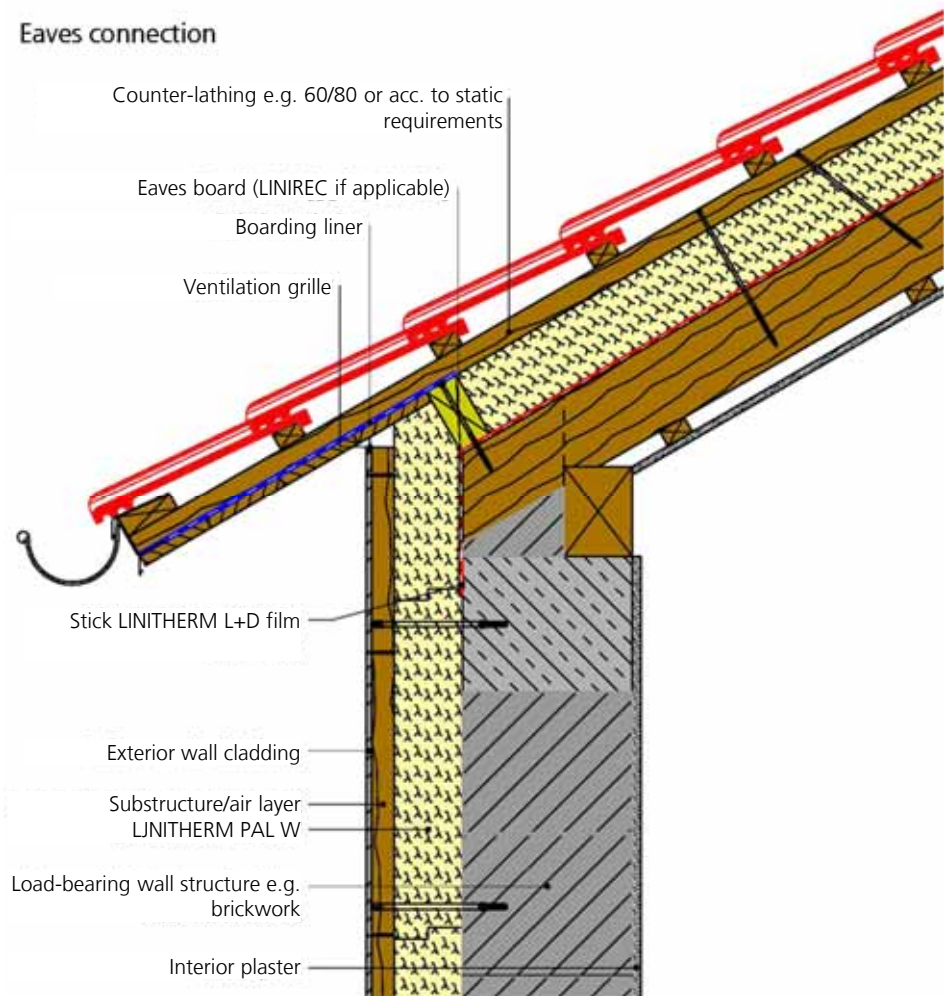 Eaves connection
Counter-lathing e.g. 60/80 or acc. to static
requirements
Eaves board (LINIREC if applicable)
Boarding liner
Ventilation grille
Stick LINITHERM L+D film
Exterior wall cladding
Substructure/air layer
LJNITHERM PAL W
Load-bearing wall structure e.g.
brickwork
Interior plaster